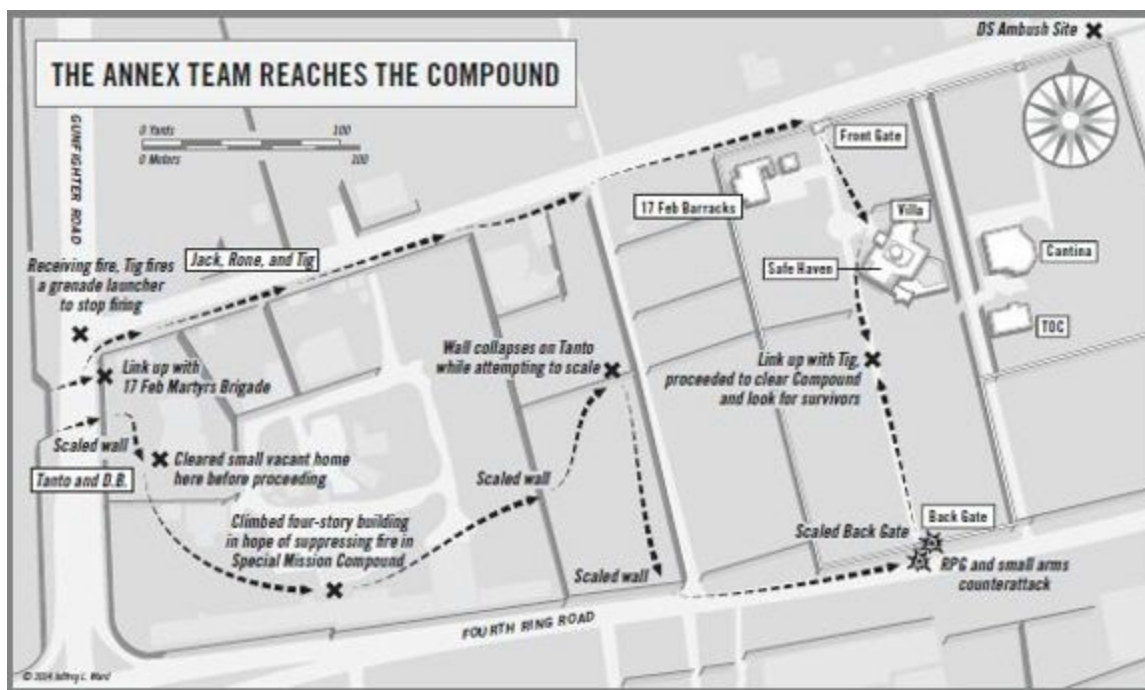 DS Ambush Site
THE ANNEX TEAM REACHES THE COMPOUND
0 Yards 100
0 Meters 100
GUNFIGHTER ROAD
Front Gate
17 Feb Barracks
Villa
Jack, Rone, and Tig
Receiving fire, Tig fires
a grenade launcher
to stop firing
Safe Haven
Cantina
TOC
Wall collapses on Tanto
while attempting to scale
Link up with
17 Feb Martyrs Brigade
Link up with Tig,
proceeded to clear Compound
and look for survivors
Scaled wall
Tanto and D.B.
Cleared small vacant home
here before proceeding
Scaled wall
Climbed four-story building
in hope of suppressing fire in
Special Mission Compound
Back Gate
Scaled Back Gate
RPG and small arms
counterattack
Scaled wall
FOURTH RING ROAD
© 2014 Jeffrey L. Ward